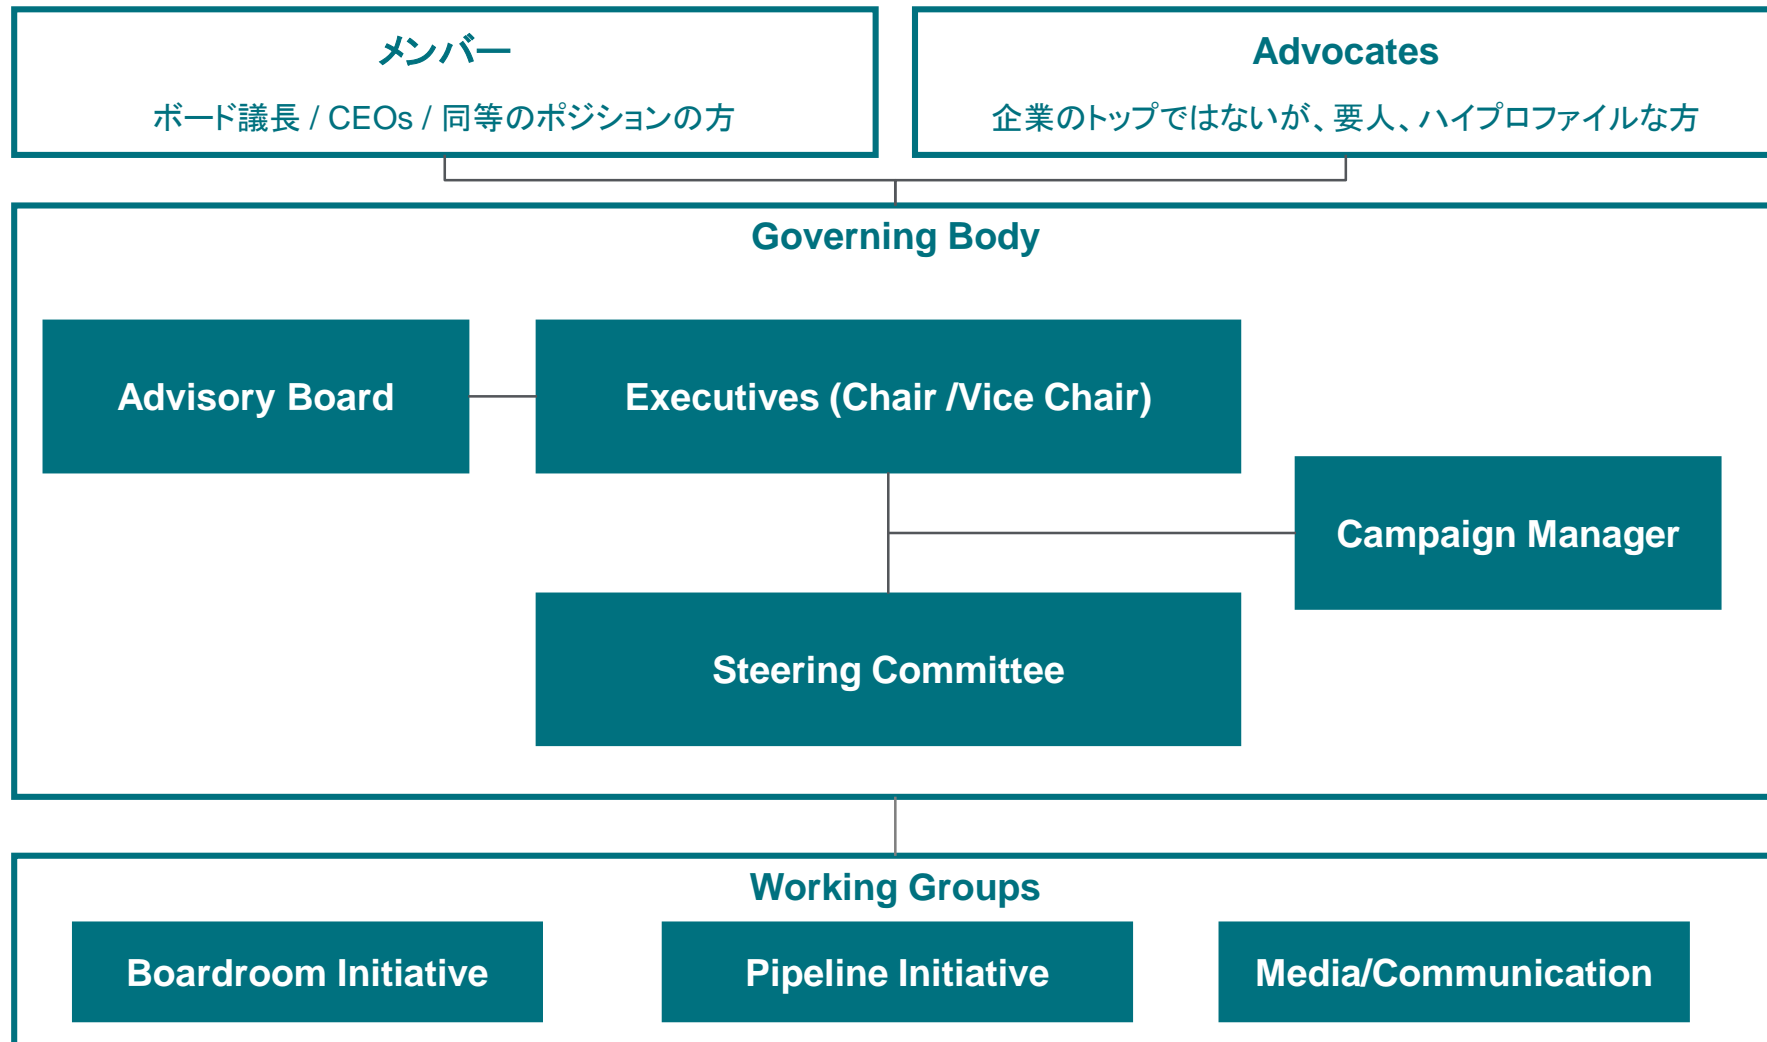 メンバー
ボード議長 / CEOs / 同等のポジションの方
Advocates
企業のトップではないが、要人、ハイプロファイルな方
Governing Body
Advisory Board
Executives (Chair /Vice Chair)
Campaign Manager
Steering Committee
Working Groups
Boardroom Initiative
Pipeline Initiative
Media/Communication